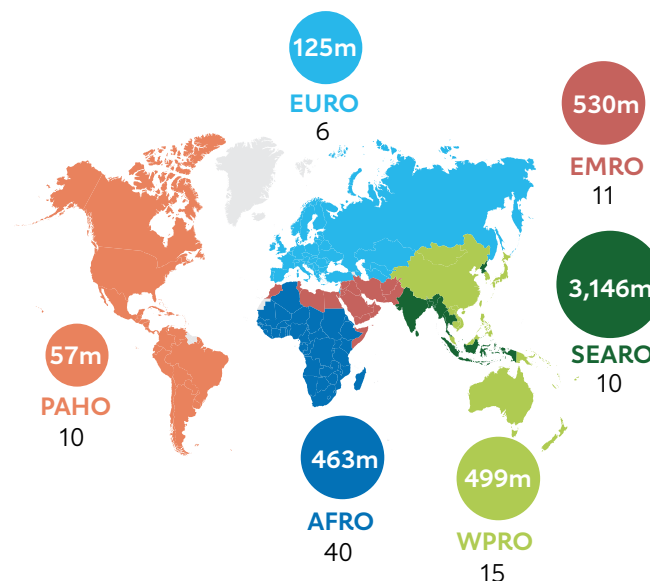 125m
EURO
6
530m
EMRO
11
3,146m
SEARO
10
57m
PAHO
10
463m
AFRO
40
499m
WPRO
15